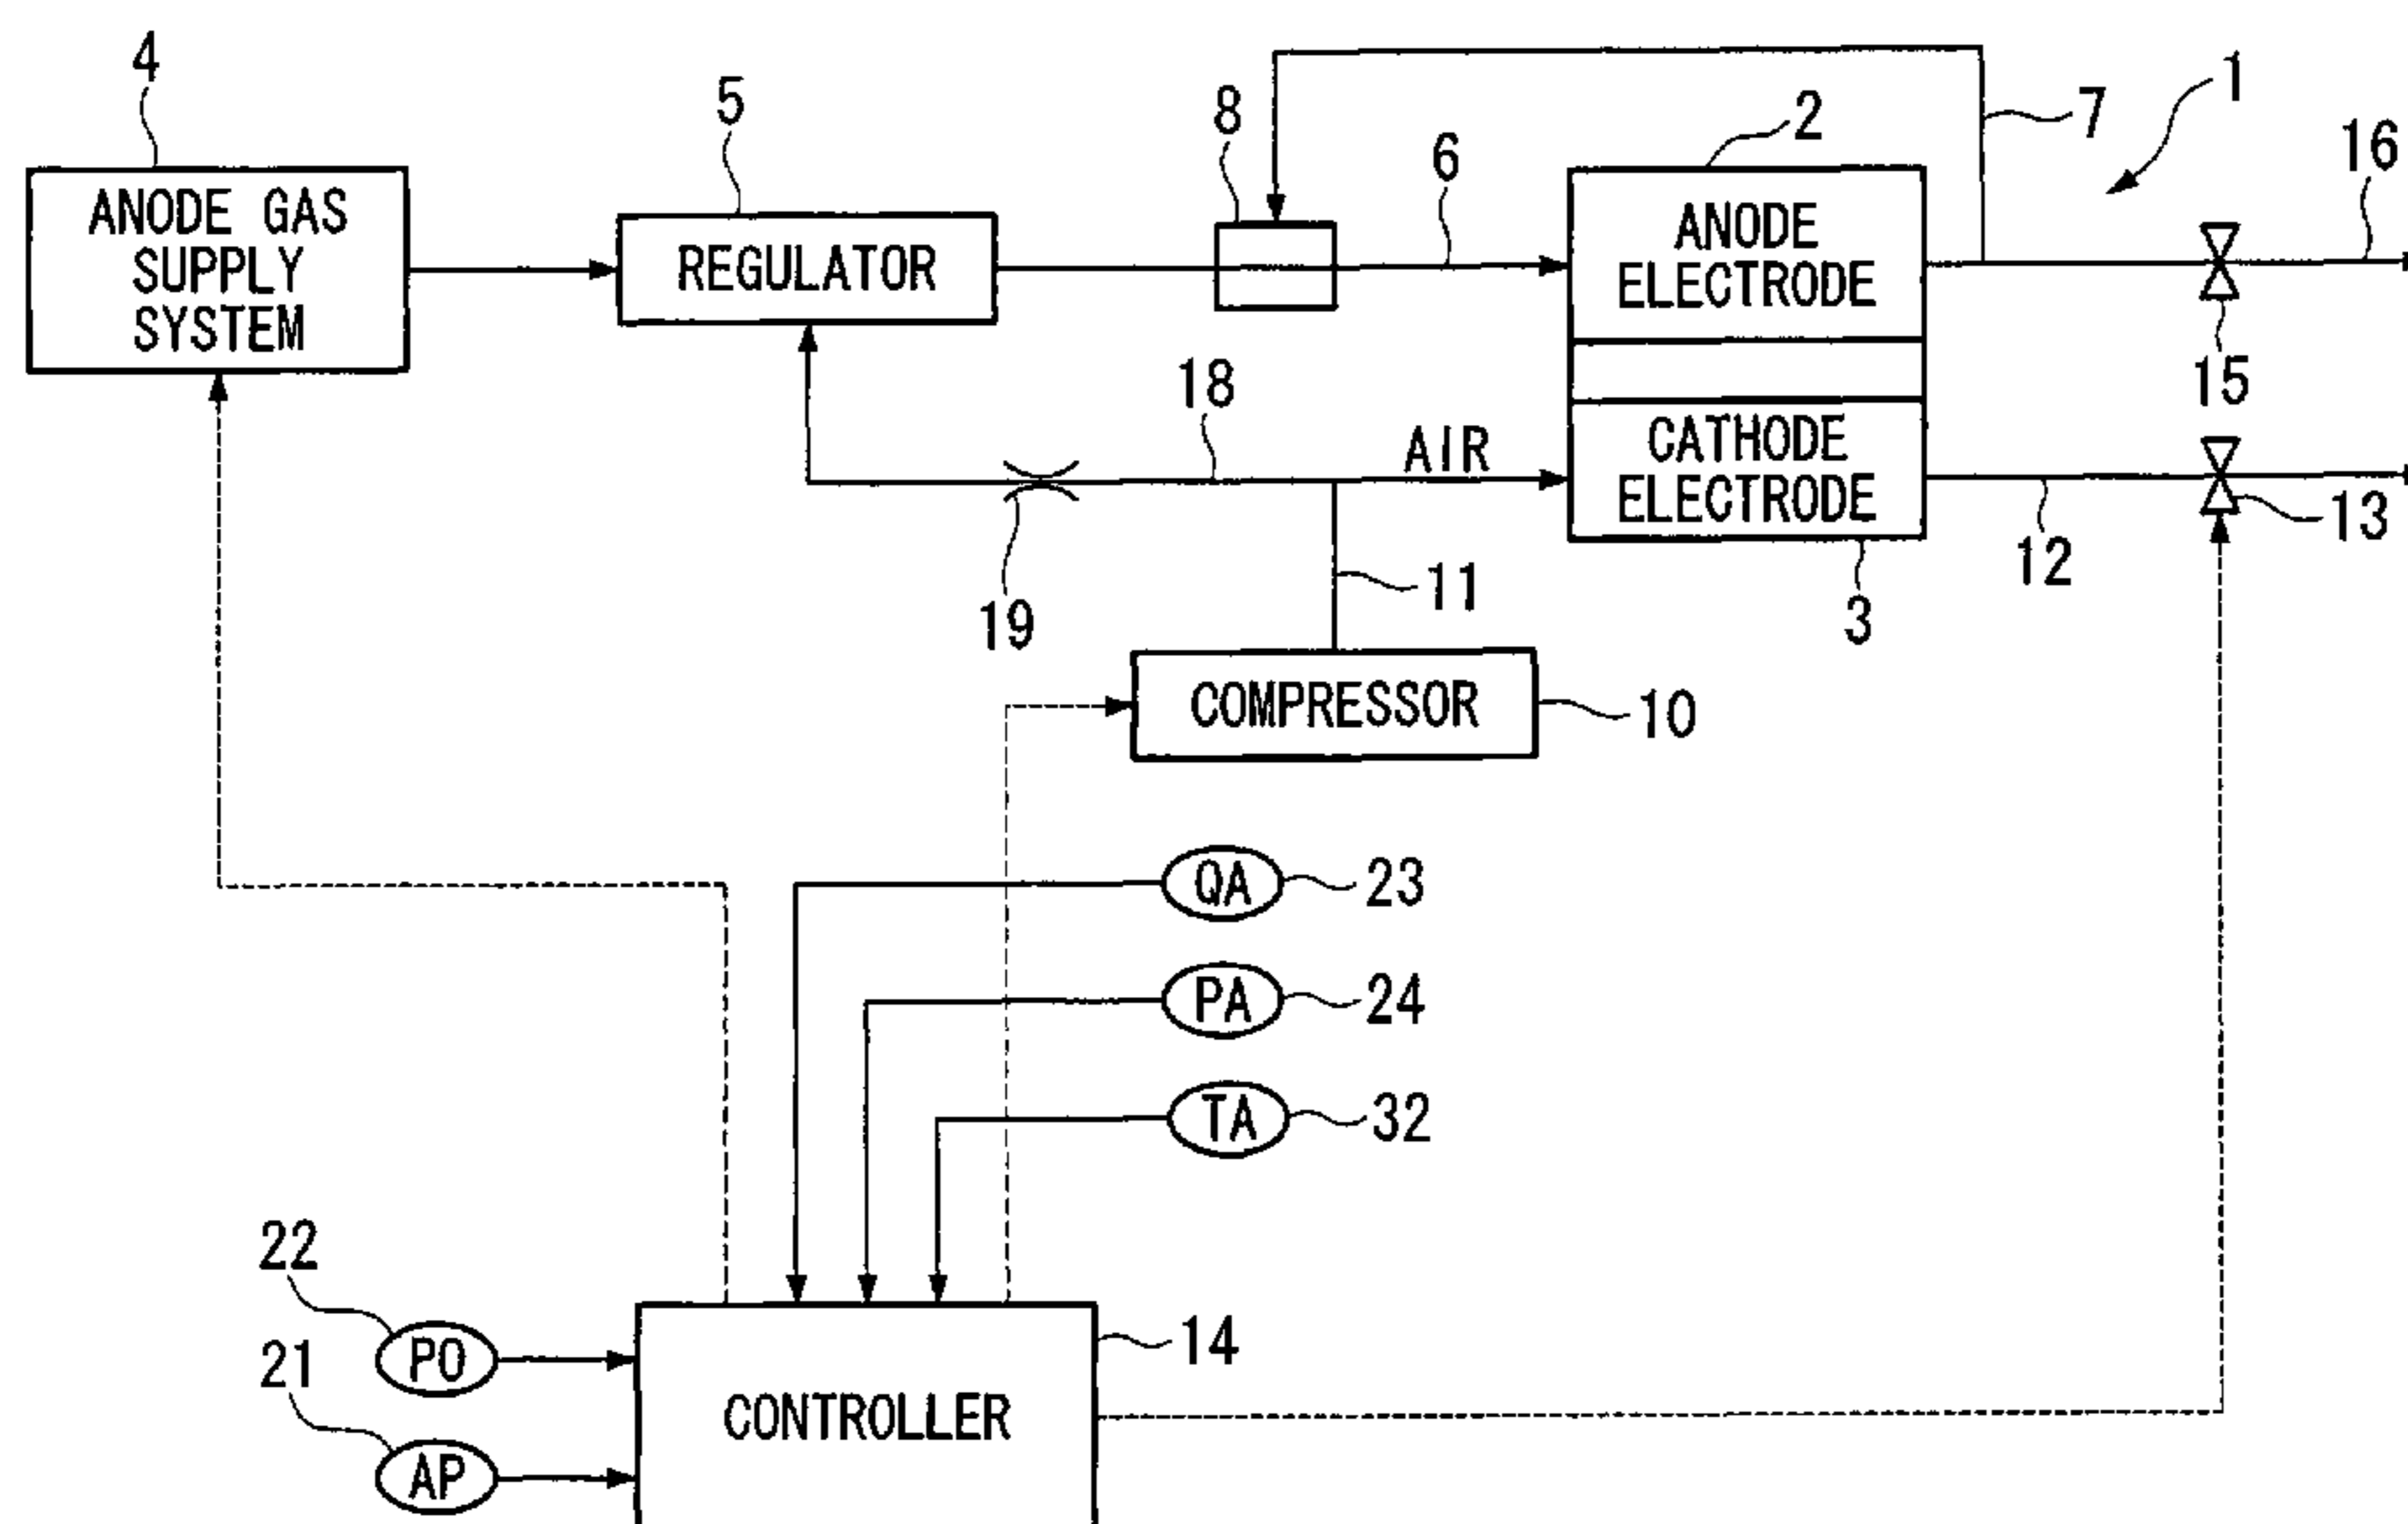 4
5
8
6
2
7
1
16
ANODE GAS
SUPPLY
SYSTEM
REGULATOR
ANODE
ELECTRODE
15
18
AIR
CATHODE
ELECTRODE
13
19
11
3
12
COMPRESSOR
10
QA
23
PA
24
TA
32
22
PO
14
21
AP
CONTROLLER